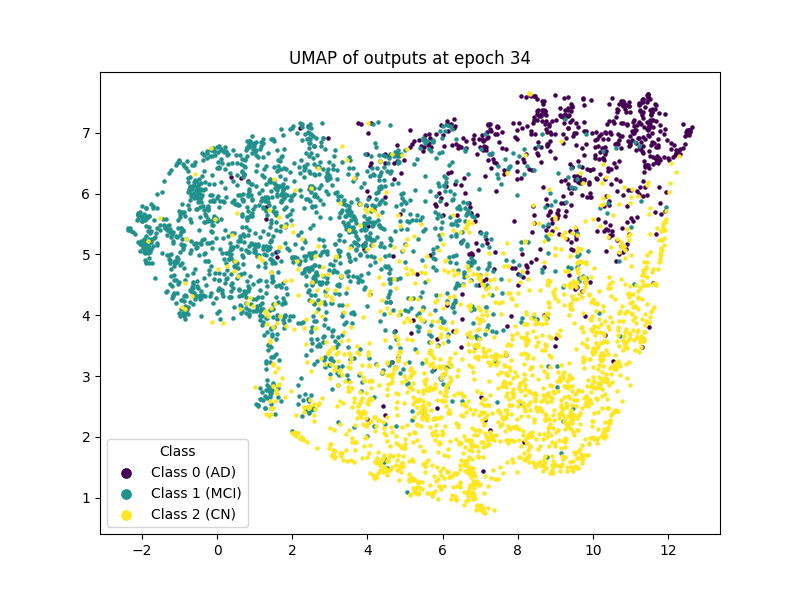 UMAP of outputs at epoch 34
7
6
5
4
3
2
1
Class
Class 0 (AD)
Class 1 (MCI)
Class 2 (CN)
−2 0 2 4 6 8 10 12